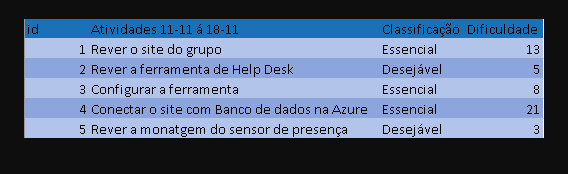 id Atividades 11-11 á 18-11 Classificação Dificuldade
1 Rever o site do grupo Essencial 13
2 Rever a ferramenta de Help Desk Desejável 5
3 Configurar a ferramenta Essencial 8
4 Conectar o site com Banco de dados na Azure Essencial 21
5 Rever a monatgem do sensor de presença Desejável 3